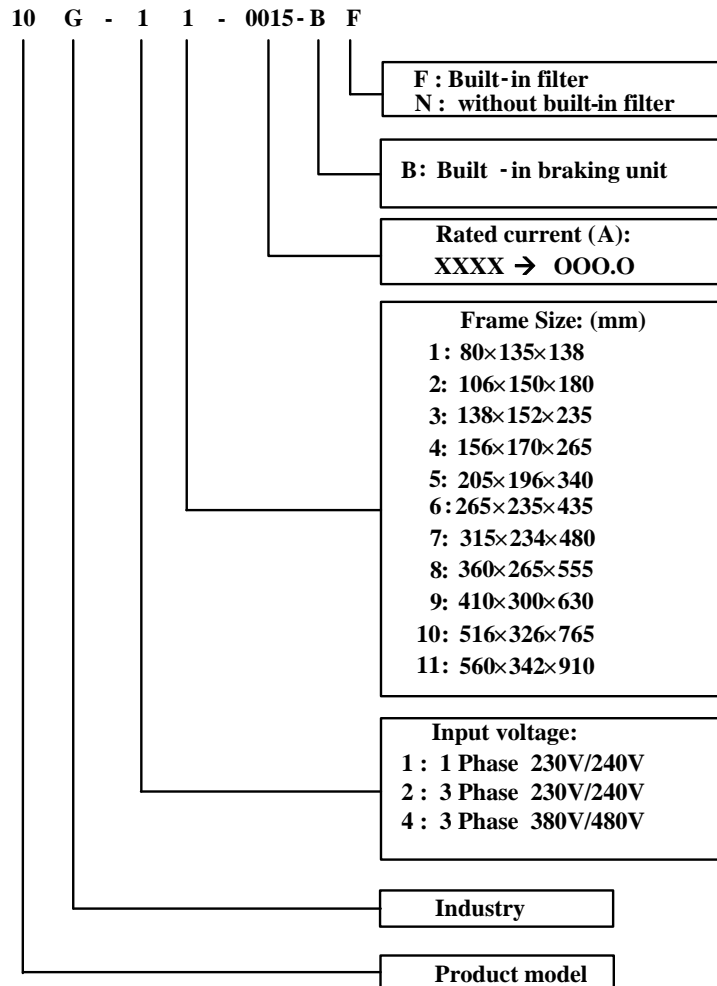 10 G - 1 1 - 0015 - B F
F : Built-in filter
N : without built-in filter
B: Built - in braking unit
Rated current (A):
XXXX → OOO.O
Frame Size: (mm)
1 : 80×135×138
2: 106×150×180
3: 138×152×235
4: 156×170×265
5: 205×196×340
6 : 265×235×435
7: 315×234×480
8: 360×265×555
9: 410×300×630
10: 516×326×765
11: 560×342×910
Input voltage:
1 : 1 Phase 230V/240V
2 : 3 Phase 230V/240V
4 : 3 Phase 380V/480V
Industry
Product model